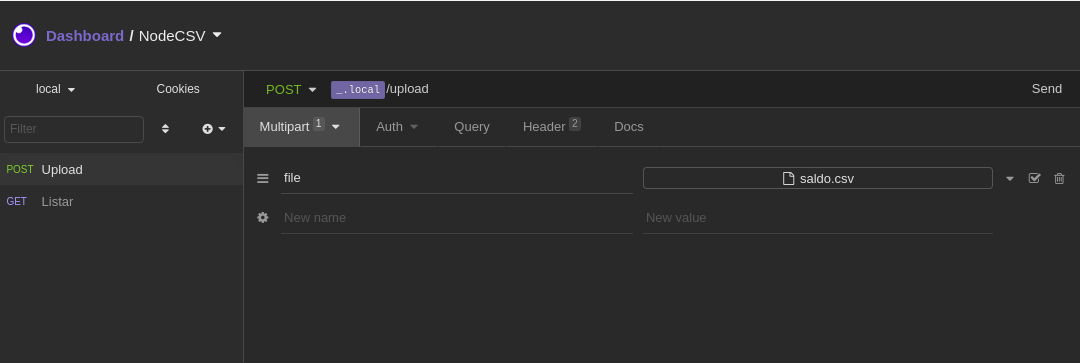 Dashboard / NodeCSV
local Cookies
POST _.local/upload Send
Filter
Multipart 1 Auth Query Header 2 Docs
POST Upload
GET Listar
file saldo.csv
New name New value